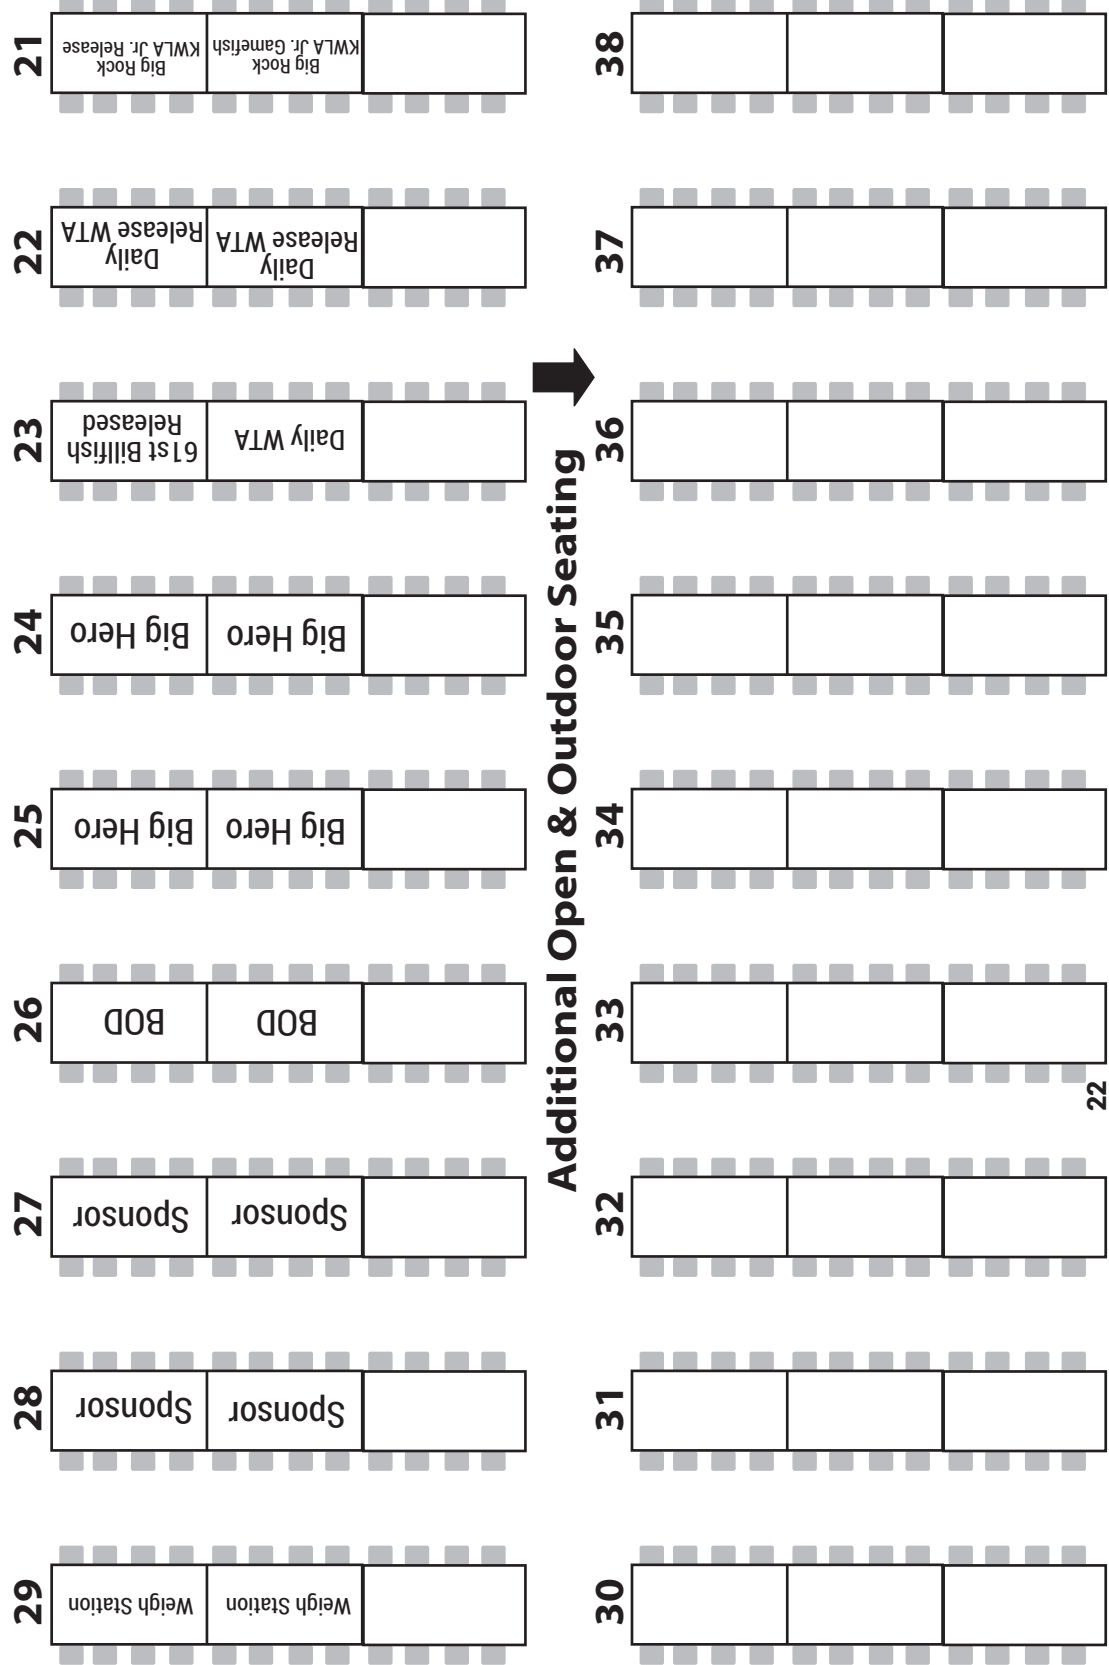 21
Big Rock
KWLA Jr. Release
Big Rock
KWLA Jr. Gamefish
22
Daily
Release WTA
Daily
Release WTA
23
61st Billfish
Released
Daily WTA
24
Big Hero
Big Hero
25
Big Hero
Big Hero
26
BOD
BOD
27
Sponsor
Sponsor
28
Sponsor
Sponsor
29
Weigh Station
Weigh Station
Additional Open & Outdoor Seating
38
37
36
35
34
33
32
31
30
22